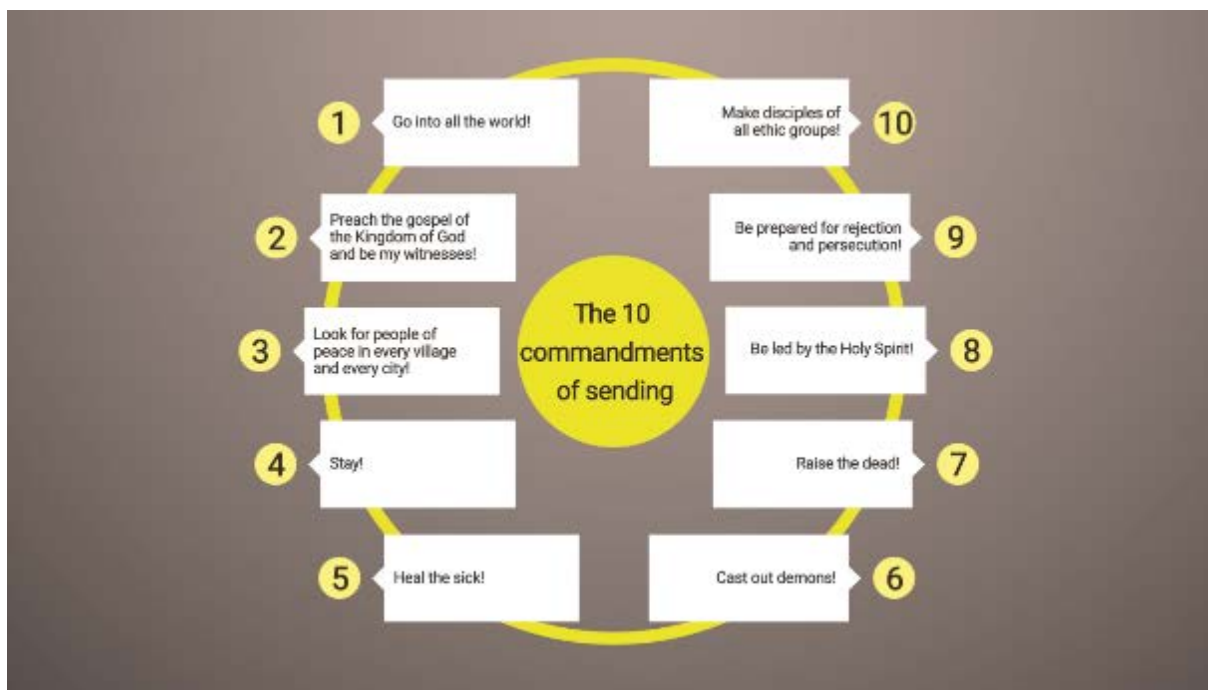 The 10
commandments
of sending
1
Go into all the world!
2
Preach the gospel of
the Kingdom of God
and be my witnesses!
3
Look for people of
peace in every village
and every city!
4
Stay!
5
Heal the sick!
6
Cast out demons!
7
Raise the dead!
8
Be led by the Holy Spirit!
9
Be prepared for rejection
and persecution!
10
Make disciples of
all ethic groups!